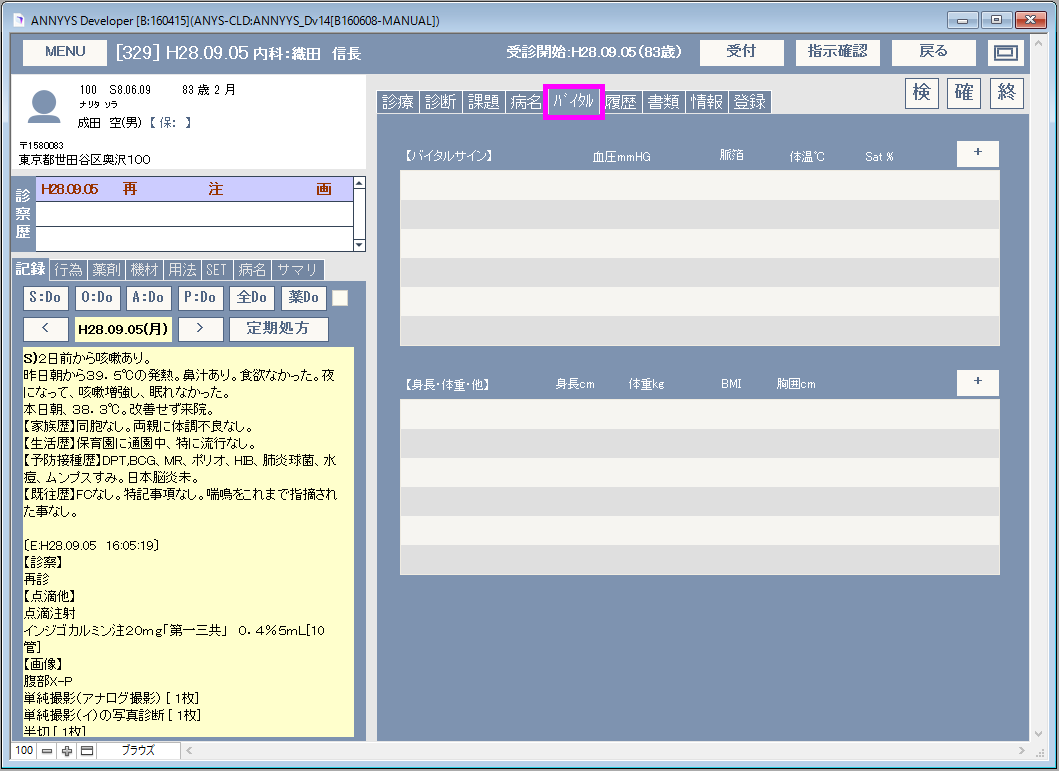 ANNYYS Developer [B:160415](ANYS-CLD:ANNYYS_Dv14[B160608-MANUAL])
MENU
[329] H28.09.05 内科：織田 信長
受診開始:H28.09.05(83歳)
受付
指示確認
戻る
100 S8.06.09 83 歳 2 月
ナリタ ソラ
成田 空(男)【 保: 】
〒1580083
東京都世田谷区奥沢100
診察歴
H28.09.05 再 注 画
記録 行為 薬剤 機材 用法 SET 病名 サマリ
S:Do O:Do A:Do P:Do 全Do 薬Do
< H28.09.05(月) > 定期処方
S)2日前から咳嗽あり。
昨日朝から39．5℃の発熱。鼻汁あり。食欲なかった。夜
になって、咳嗽増強し、眠れなかった。
本日朝、38．3℃。改善せず来院。
【家族歴】同胞なし。両親に体調不良なし。
【生活歴】保育園に通園中、特に流行なし。
【予防接種歴】DPT,BCG、MR、ポリオ、HIB、肺炎球菌、水
痘、ムンプスすみ。日本脳炎未。
【既往歴】FCなし。特記事項なし。喘鳴をこれまで指摘され
た事なし。
[E:H28.09.05 16:05:19]
【診察】
再診
【点滴他】
点滴注射
インジゴカルミン注20mg「第一三共」 0．4%5mL[10
管]
【画像】
腹部X-P
単純撮影(アナログ撮影) [ 1枚]
単純撮影(イ)の写真診断 [ 1枚]
半切 [ 1枚]
100 ブラウズ
診療 診断 課題 病名 バイタル 履歴 書類 情報 登録
検 確 終
【バイタルサイン】 血圧mmHG 脈箔 体温℃ Sat % +
【身長・体重・他】 身長cm 体重kg BMI 胸囲cm +